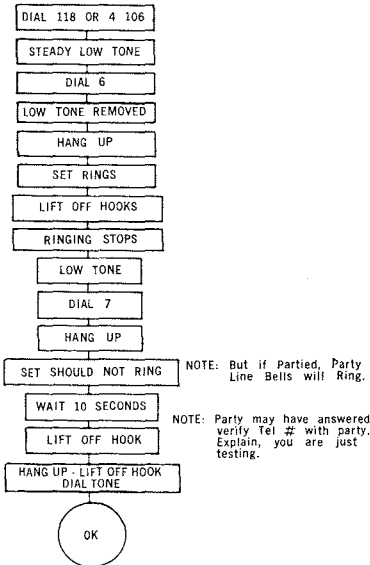 DIAL 118 OR 4 106
STEADY LOW TONE
DIAL 6
LOW TONE REMOVED
HANG UP
SET RINGS
LIFT OFF HOOKS
RINGING STOPS
LOW TONE
DIAL 7
HANG UP
SET SHOULD NOT RING
NOTE: But if Partied, Party
Line Bells will Ring.
WAIT 10 SECONDS
NOTE: Party may have answered
verify Tel # with party.
Explain, you are just
testing.
LIFT OFF HOOK
HANG UP - LIFT OFF HOOK
DIAL TONE
OK